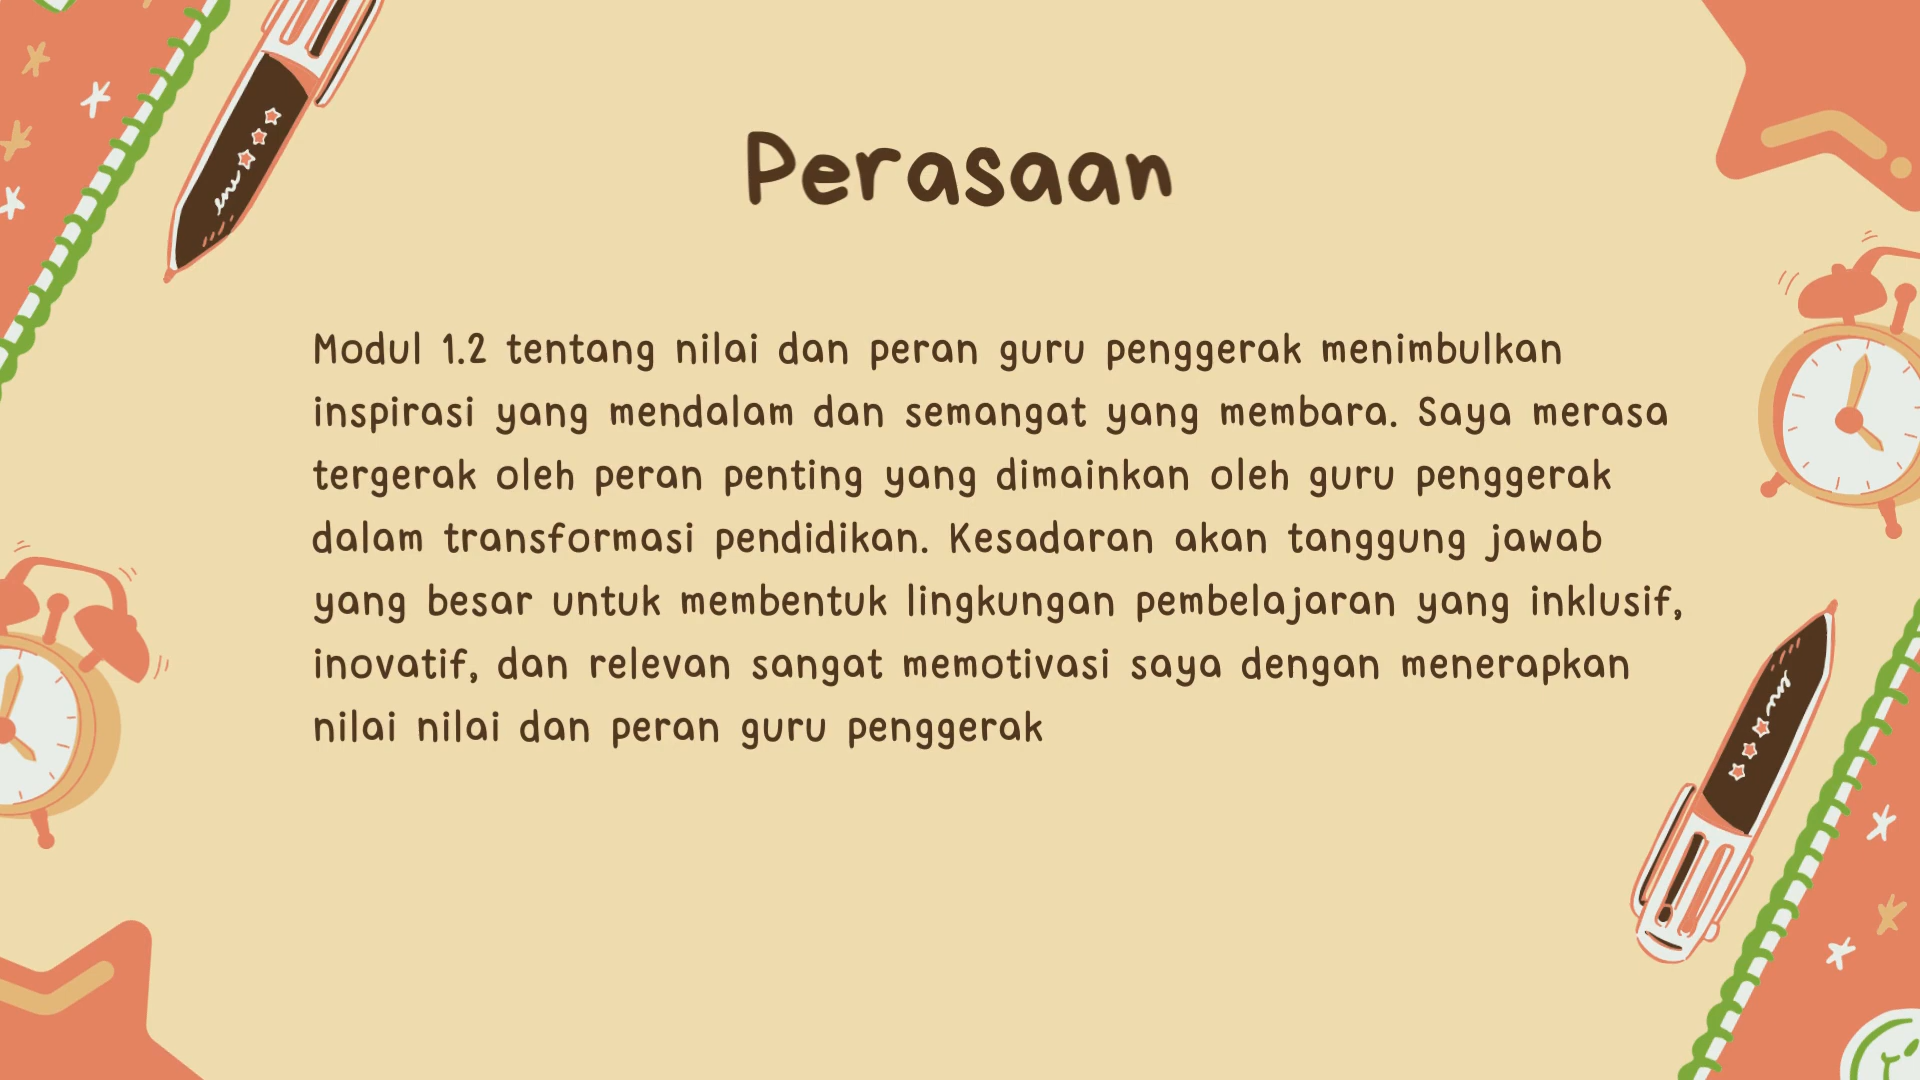 Perasaan
Modul 1.2 tentang nilai dan peran guru penggerak menimbulkan
inspirasi yang mendalam dan semangat yang membara. Saya merasa
tergerak oleh peran penting yang dimainkan oleh guru penggerak
dalam transformasi pendidikan. Kesadaran akan tanggung jawab
yang besar untuk membentuk lingkungan pembelajaran yang inklusif,
inovatif, dan relevan sangat memotivasi saya dengan menerapkan
nilai nilai dan peran guru penggerak